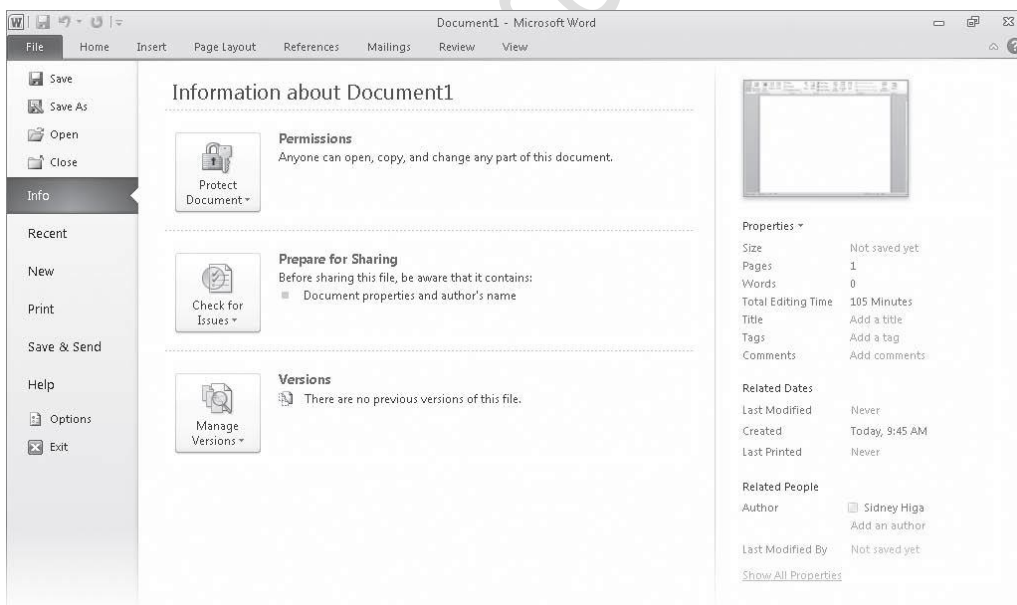 Document1 - Microsoft Word
File Home Insert Page Layout References Mailings Review View
Save
Save As
Open
Close
Info
Recent
New
Print
Save & Send
Help
Options
Exit
Information about Document1
Protect
Document
Permissions
Anyone can open, copy, and change any part of this document.
Check for
Issues
Prepare for Sharing
Before sharing this file, be aware that it contains:
Document properties and author's name
Manage
Versions
Versions
There are no previous versions of this file.
Properties
Size Not saved yet
Pages 1
Words 0
Total Editing Time 105 Minutes
Title Add a title
Tags Add a tag
Comments Add comments
Related Dates
Last Modified Never
Created Today, 9:45 AM
Last Printed Never
Related People
Author Sidney Higa
Add an author
Last Modified By Not saved yet
Show All Properties